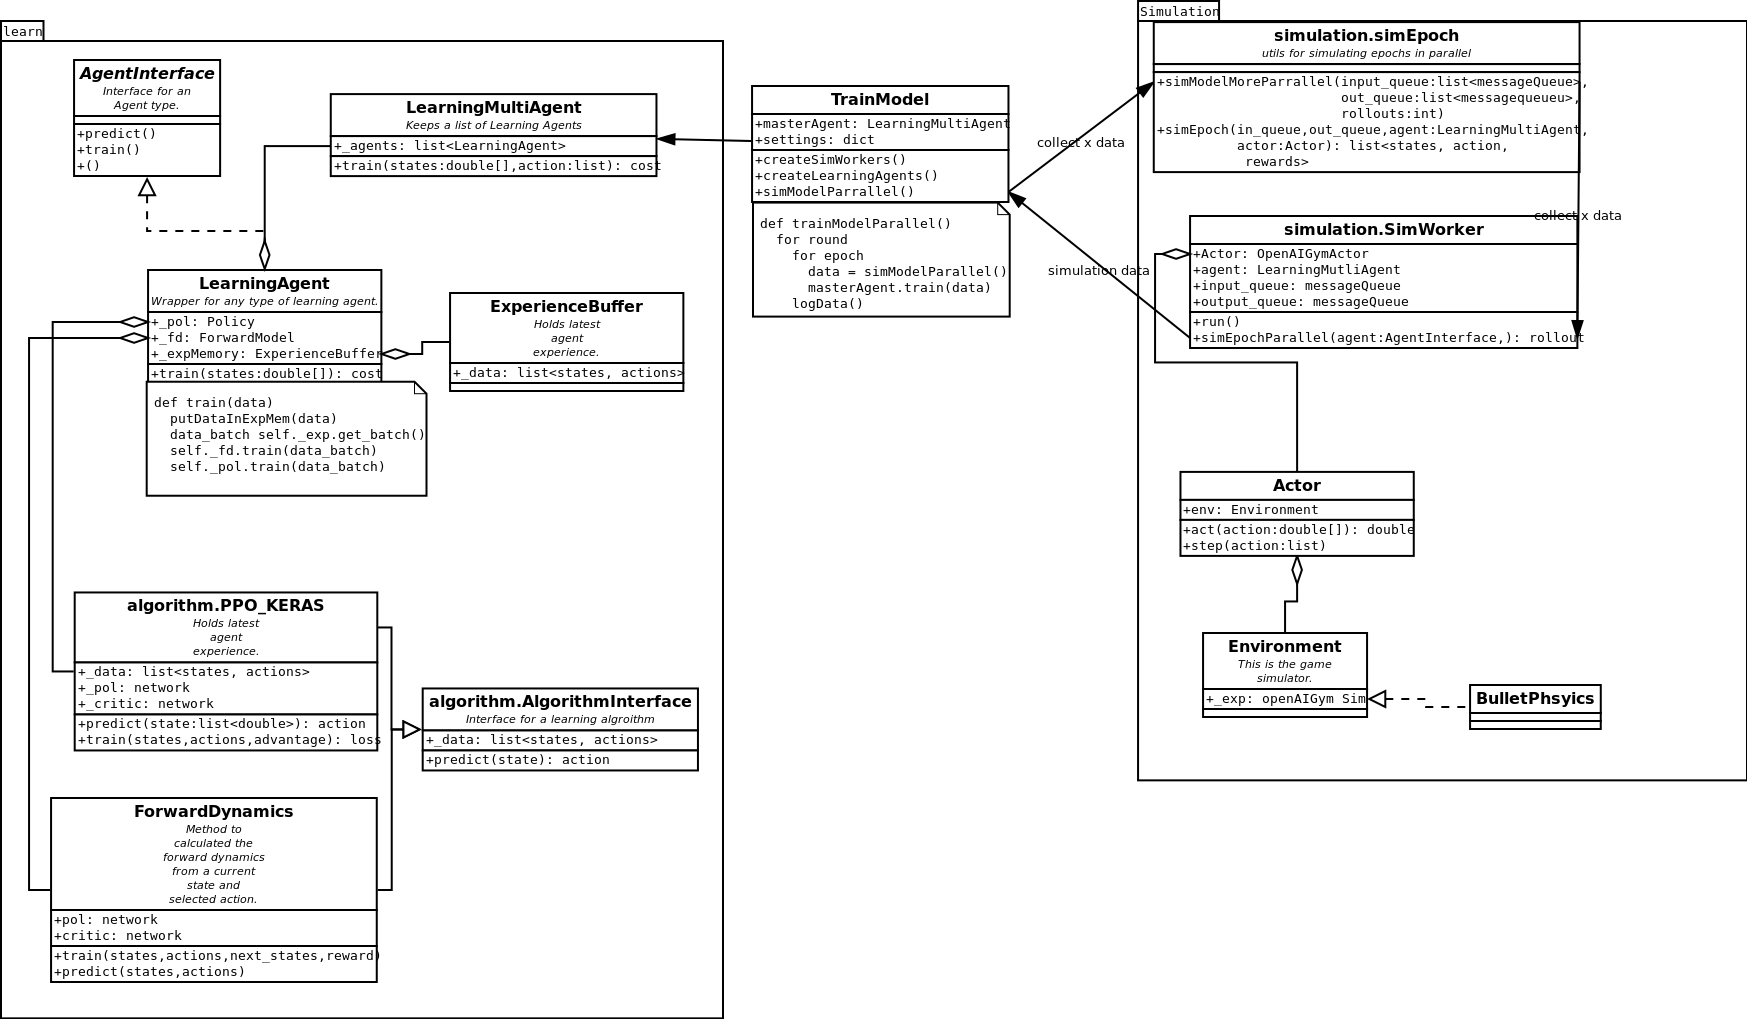 learn
AgentInterface
Interface for an
Agent type.
+predict()
+train()
+()
LearningMultiAgent
Keeps a list of Learning Agents
+_agents: list<LearningAgent>
+train(states:double[],action:list): cost
LearningAgent
Wrapper for any type of learning agent.
+_pol: Policy
+_fd: ForwardModel
+_expMemory: ExperienceBuffer
+train(states:double[]): cost
def train(data)
  putDataInExpMem(data)
  data_batch self._exp.get_batch()
  self._fd.train(data_batch)
  self._pol.train(data_batch)
ExperienceBuffer
Holds latest
agent
experience.
+_data: list<states, actions>
algorithm.PPO_KERAS
Holds latest
agent
experience.
+_data: list<states, actions>
+_pol: network
+_critic: network
+predict(state:list<double>): action
+train(states,actions,advantage): loss
algorithm.AlgorithmInterface
Interface for a learning algroithm
+_data: list<states, actions>
+predict(state): action
ForwardDynamics
Method to
calculated the
forward dynamics
from a current
state and
selected action.
+pol: network
+critic: network
+train(states,actions,next_states,reward)
+predict(states,actions)
TrainModel
+masterAgent: LearningMultiAgent
+settings: dict
+createSimWorkers()
+createLearningAgents()
+simModelParrallel()
def trainModelParallel()
  for round
    for epoch
      data = simModelParallel()
      masterAgent.train(data)
    logData()
collect x data
simulation data
Simulation
simulation.simEpoch
utils for simulating epochs in parallel
+simModelMoreParrallel(input_queue:list<messageQueue>,
out_queue:list<messagequeueu>,
rollouts:int)
+simEpoch(in_queue,out_queue,agent:LearningMultiAgent,
actor:Actor): list<states, action,
rewards>
collect x data
simulation.SimWorker
+Actor: OpenAIGymActor
+agent: LearningMutliAgent
+input_queue: messageQueue
+output_queue: messageQueue
+run()
+simEpochParallel(agent:AgentInterface,): rollout
Actor
+env: Environment
+act(action:double[]): double
+step(action:list)
Environment
This is the game
simulator.
+_exp: openAIGym Sim
BulletPhsyics